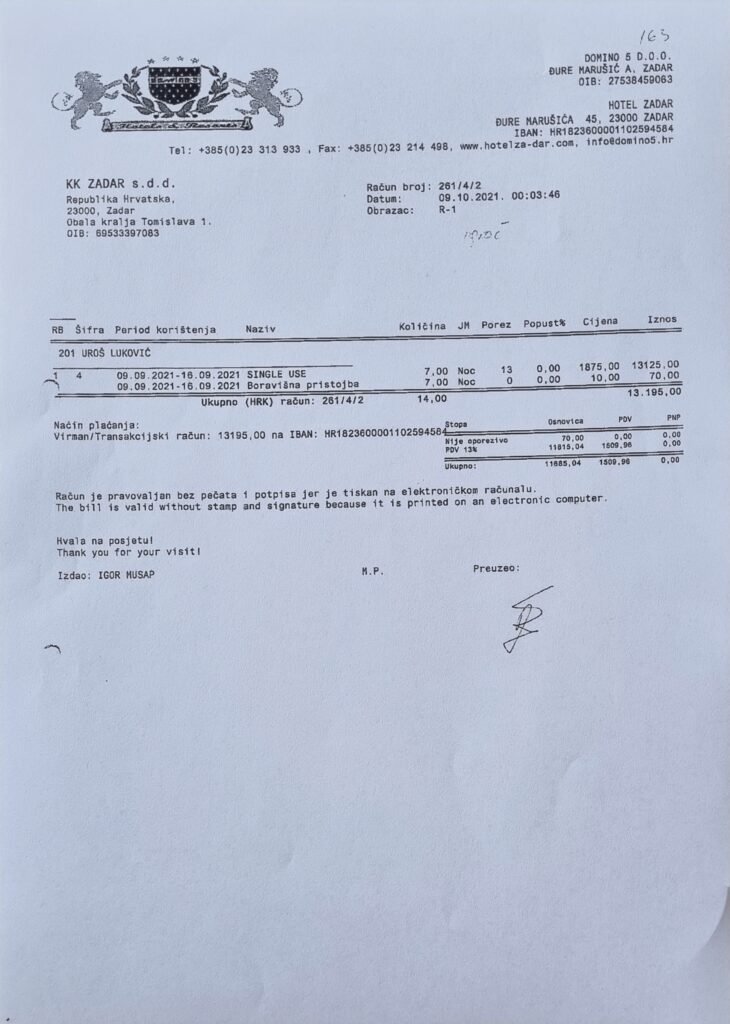 163
DOMINO 5 D.O.O.
ĐURE MARUŠIĆ A, ZADAR
OIB: 27538459063
HOTEL ZADAR
ĐURE MARUŠIĆA 45, 23000 ZADAR
IBAN: HR1823600001102594584
Tel: +385(0)23 313 933 , Fax: +385(0)23 214 498, www.hotelza-dar.com, info@domino5.hr
KK ZADAR s.d.d.
Republika Hrvatska,
23000, Zadar
Obala kralja Tomislava 1.
OIB: 69533397083
Račun broj: 261/4/2
Datum: 09.10.2021. 00:03:46
Obrazac: R-1
RB Šifra Period korištenja Naziv Količina JM Porez Popust% Cijena Iznos
201 UROŠ LUKOVIĆ
1 4 09.09.2021-16.09.2021 SINGLE USE 7,00 Noc 13 0,00 1875,00 13125,00
09.09.2021-16.09.2021 Boravišna pristojba 7,00 Noc 0 0,00 10,00 70,00
Ukupno (HRK) račun: 261/4/2 14,00 13.195,00
Način plaćanja:
Virman/Transakcijski račun: 13195,00 na IBAN: HR1823600001102594584
Stopa Osnovica PDV PNP
Nije oporezivo 70,00 0,00 0,00
PDV 13% 11615,04 1509,96 0,00
Ukupno: 11685,04 1509,96 0,00
Račun je pravovaljan bez pečata i potpisa jer je tiskan na elektroničkom računalu.
The bill is valid without stamp and signature because it is printed on an electronic computer.
Hvala na posjetu!
Thank you for your visit!
Izdao: IGOR MUSAP M.P. Preuzeo: